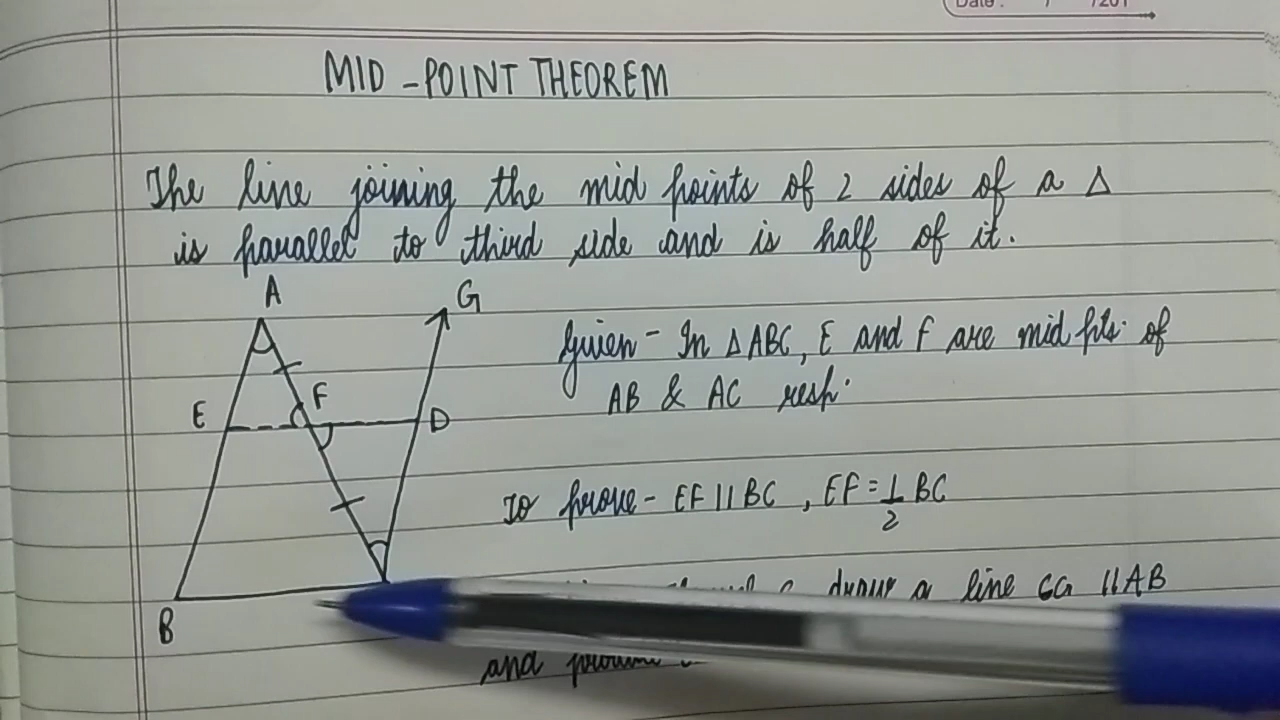 Date : / /201
MID-POINT THEOREM
The line joining the mid points of 2 sides of a Δ
is parallel to third side and is half of it.
A
G
Given - In ΔABC, E and F are mid pts. of
AB & AC resp.
F
E
D
To prove - EF || BC, EF = 1/2 BC
draw a line CG || AB
B
and